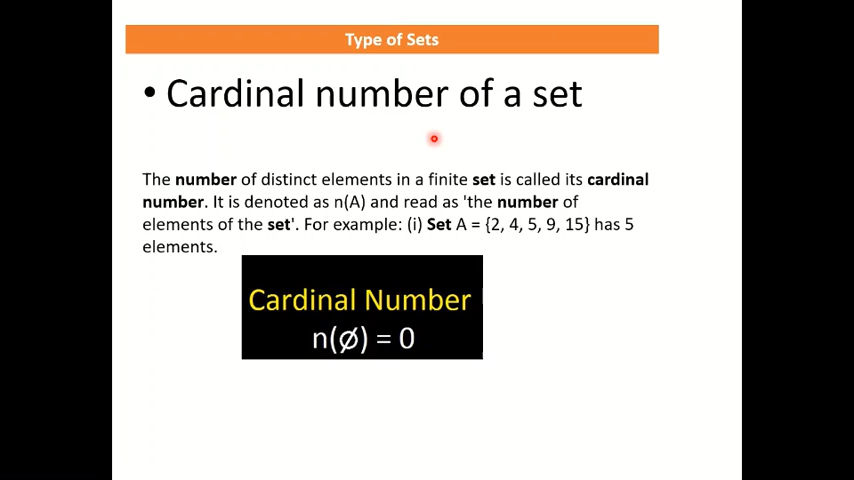 Type of Sets
• Cardinal number of a set
The number of distinct elements in a finite set is called its cardinal
number. It is denoted as n(A) and read as 'the number of
elements of the set'. For example: (i) Set A = {2, 4, 5, 9, 15} has 5
elements.
Cardinal Number
n(ø) = 0